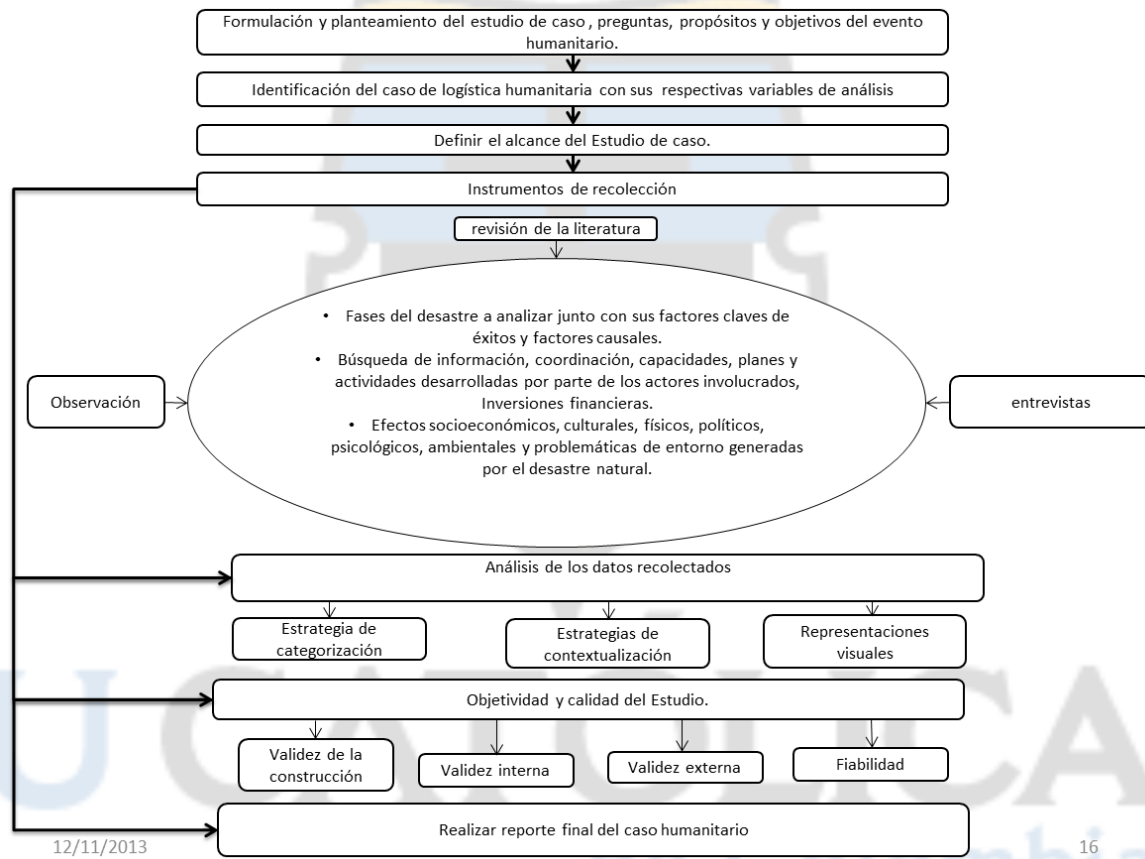 Formulación y planteamiento del estudio de caso , preguntas, propósitos y objetivos del evento
humanitario.
Identificación del caso de logística humanitaria con sus respectivas variables de análisis
Definir el alcance del Estudio de caso.
Instrumentos de recolección
revisión de la literatura
• Fases del desastre a analizar junto con sus factores claves de
éxitos y factores causales.
• Búsqueda de información, coordinación, capacidades, planes y
actividades desarrolladas por parte de los actores involucrados,
Inversiones financieras.
• Efectos socioeconómicos, culturales, físicos, políticos,
psicológicos, ambientales y problemáticas de entorno generadas
por el desastre natural.
Observación
entrevistas
Análisis de los datos recolectados
Estrategia de
categorización
Estrategias de
contextualización
Representaciones
visuales
Objetividad y calidad del Estudio.
Validez de la
construcción
Validez interna
Validez externa
Fiabilidad
Realizar reporte final del caso humanitario
U CATÓLICA
12/11/2013
16